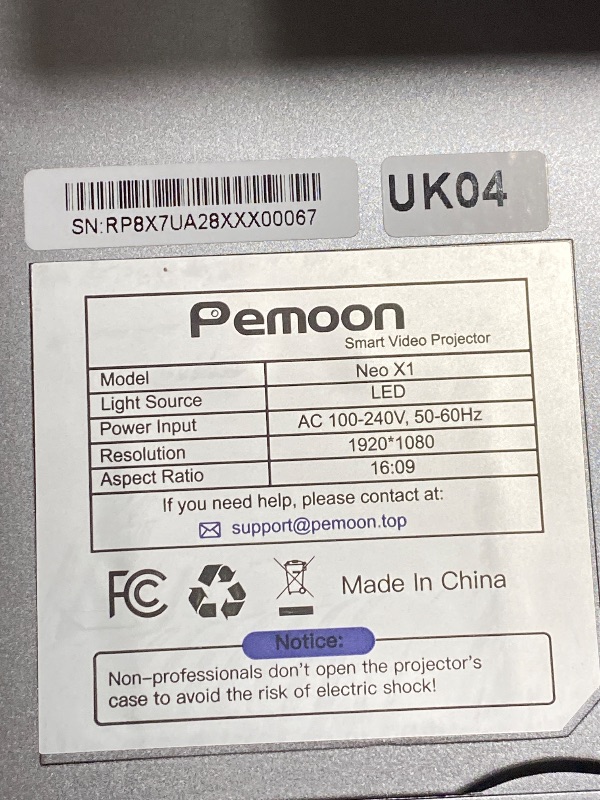 SN:RP8X7UA28XXX00067
UK04
Pemoon
Smart Video Projector
Model Neo X1
Light Source LED
Power Input AC 100-240V, 50-60Hz
Resolution 1920*1080
Aspect Ratio 16:09
If you need help, please contact at:
support@pemoon.top
FC Made In China
Notice:
Non-professionals don't open the projector's
case to avoid the risk of electric shock!